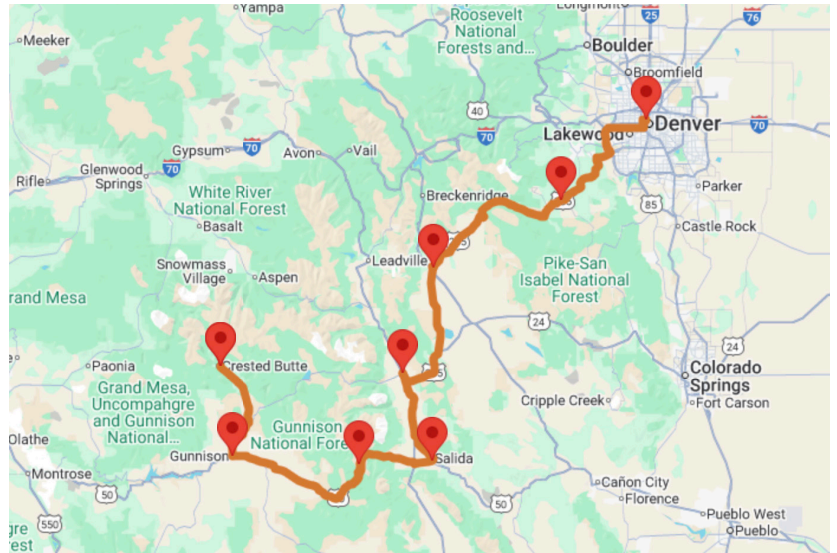 Yampa
Longmont
Roosevelt
National
Forests and...
25
76
Meeker
Boulder
Broomfield
40
70
Denver
Lakewood
70
Gypsum
70
Avon
Vail
Glenwood
Springs
70
Rifle
Parker
White River
National Forest
Breckenridge
85
Basalt
Castle Rock
Leadville
Pike-San
Isabel National
Forest
Snowmass
Village
Aspen
rand Mesa
24
24
Paonia
Crested Butte
Colorado
Springs
Fort Carson
Grand Mesa,
Uncompahgre
and Gunnison
National...
Cripple Creek
Gunnison
National Fore
Olathe
Gunnison
Salida
Montrose
50
Cañon City
Florence
50
50
550
Pueblo West
Pueblo
gre
est